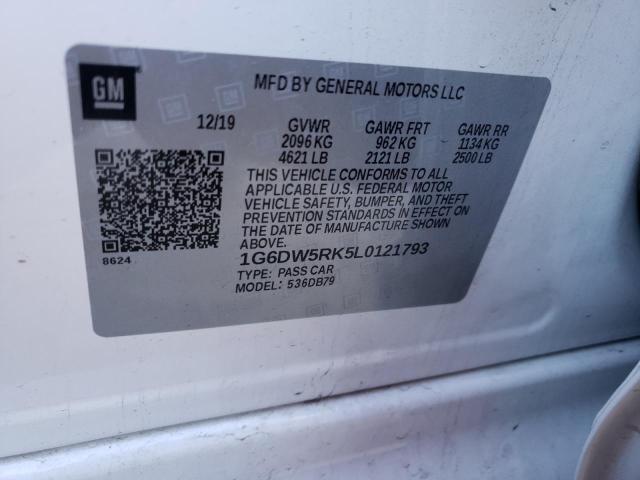 GM
MFD BY GENERAL MOTORS LLC
12/19 GVWR GAWR FRT GAWR RR
2096 KG 962 KG 1134 KG
4621 LB 2121 LB 2500 LB
THIS VEHICLE CONFORMS TO ALL
APPLICABLE U.S. FEDERAL MOTOR
VEHICLE SAFETY, BUMPER, AND THEFT
PREVENTION STANDARDS IN EFFECT ON
THE DATE OF MANUFACTURE SHOWN
ABOVE.
8624
1G6DW5RK5L0121793
TYPE: PASS CAR
MODEL: 536DB79